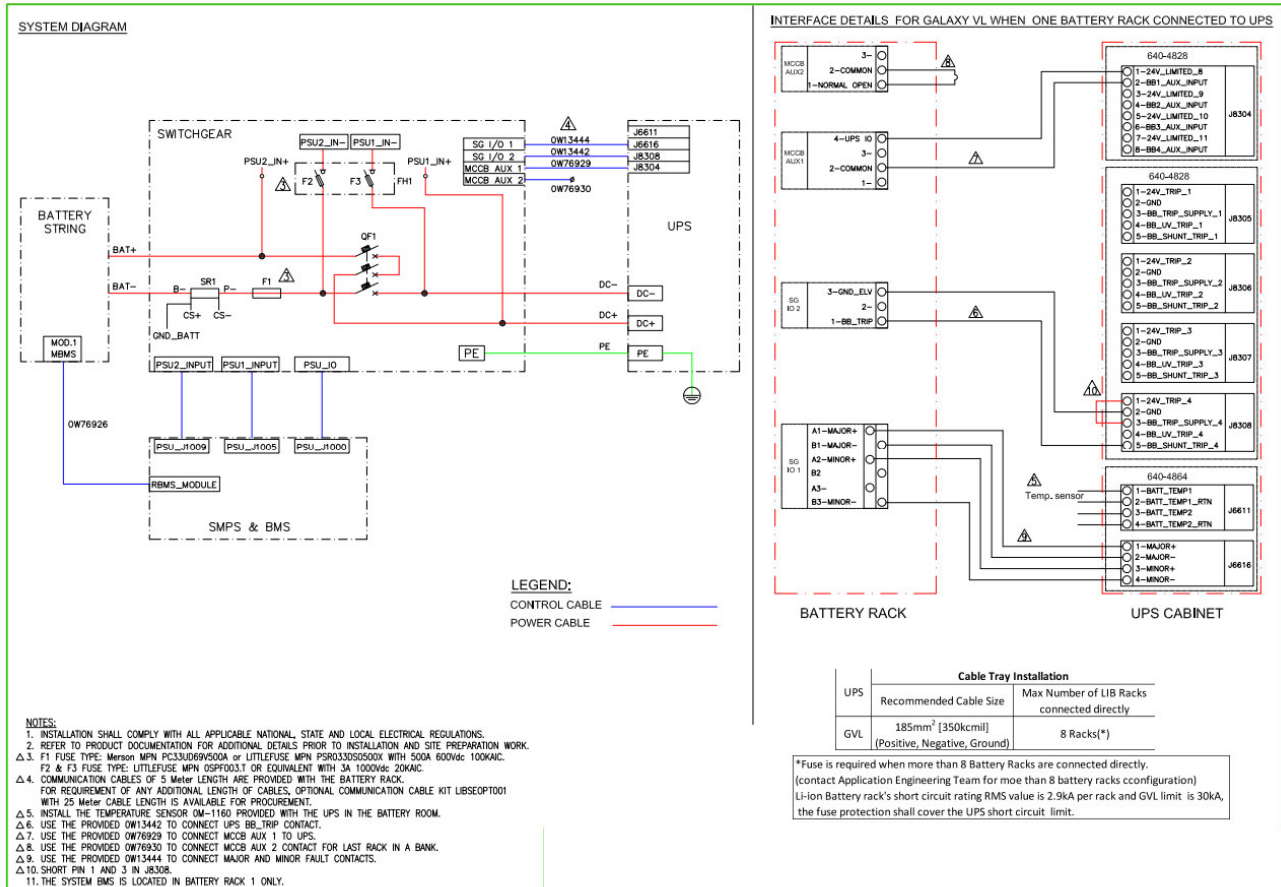 SYSTEM DIAGRAM
SWITCHGEAR
PSU2_IN-
PSU1_IN-
PSU2_IN+
PSU1_IN+
3
F2
F3
FH1
4
SG I/O 1
SG I/O 2
MCCB AUX 1
MCCB AUX 2
0W13444
0W13442
0W76929
0W76930
J6611
J6616
J8308
J8304
UPS
BATTERY
STRING
BAT+
BAT-
QF1
B-
SR1
P-
F1
3
CS+
CS-
GND_BATT
DC-
DC-
DC+
DC+
PE
PE
PE
MOD.1
MBMS
PSU2_INPUT
PSU1_INPUT
PSU_IO
0W76926
PSU_J1009
PSU_J1005
PSU_J1000
RBMS_MODULE
SMPS & BMS
LEGEND:
CONTROL CABLE
POWER CABLE
NOTES:
1. INSTALLATION SHALL COMPLY WITH ALL APPLICABLE NATIONAL, STATE AND LOCAL ELECTRICAL REGULATIONS.
2. REFER TO PRODUCT DOCUMENTATION FOR ADDITIONAL DETAILS PRIOR TO INSTALLATION AND SITE PREPARATION WORK.
△ 3. F1 FUSE TYPE: Merson MPN PC33UD69V500A or LITTLEFUSE MPN PSR033DS0500X WITH 500A 600Vdc 100KAIC.
F2 & F3 FUSE TYPE: LITTLEFUSE MPN 0SPF003.T OR EQUIVALENT WITH 3A 1000Vdc 20KAIC.
△ 4. COMMUNICATION CABLES OF 5 Meter LENGTH ARE PROVIDED WITH THE BATTERY RACK.
FOR REQUIREMENT OF ANY ADDITIONAL LENGTH OF CABLES, OPTIONAL COMMUNICATION CABLE KIT LIBSEOPT001
WITH 25 Meter CABLE LENGTH IS AVAILABLE FOR PROCUREMENT.
△ 5. INSTALL THE TEMPERATURE SENSOR OM-1160 PROVIDED WITH THE UPS IN THE BATTERY ROOM.
△ 6. USE THE PROVIDED 0W13442 TO CONNECT UPS BB_TRIP CONTACT.
△ 7. USE THE PROVIDED 0W76929 TO CONNECT MCCB AUX 1 TO UPS.
△ 8. USE THE PROVIDED 0W76930 TO CONNECT MCCB AUX 2 CONTACT FOR LAST RACK IN A BANK.
△ 9. USE THE PROVIDED 0W13444 TO CONNECT MAJOR AND MINOR FAULT CONTACTS.
△ 10. SHORT PIN 1 AND 3 IN J8308.
11. THE SYSTEM BMS IS LOCATED IN BATTERY RACK 1 ONLY.
INTERFACE DETAILS FOR GALAXY VL WHEN ONE BATTERY RACK CONNECTED TO UPS
MCCB
AUX2
3-
2-COMMON
1-NORMAL OPEN
8
MCCB
AUX1
4-UPS IO
3-
2-COMMON
1-
7
SG
IO 2
3-GND_ELV
2-
1-BB_TRIP
6
SG
IO 1
A1-MAJOR+
B1-MAJOR-
A2-MINOR+
B2
A3-
B3-MINOR-
9
640-4828
1-24V_LIMITED_8
2-BB1_AUX_INPUT
3-24V_LIMITED_9
4-BB2_AUX_INPUT
5-24V_LIMITED_10
6-BB3_AUX_INPUT
7-24V_LIMITED_11
8-BB4_AUX_INPUT
J8304
640-4828
1-24V_TRIP_1
2-GND
3-BB_TRIP_SUPPLY_1
4-BB_UV_TRIP_1
5-BB_SHUNT_TRIP_1
J8305
1-24V_TRIP_2
2-GND
3-BB_TRIP_SUPPLY_2
4-BB_UV_TRIP_2
5-BB_SHUNT_TRIP_2
J8306
1-24V_TRIP_3
2-GND
3-BB_TRIP_SUPPLY_3
4-BB_UV_TRIP_3
5-BB_SHUNT_TRIP_3
J8307
10
1-24V_TRIP_4
2-GND
3-BB_TRIP_SUPPLY_4
4-BB_UV_TRIP_4
5-BB_SHUNT_TRIP_4
J8308
640-4864
5
Temp. sensor
1-BATT_TEMP1
2-BATT_TEMP1_RTN
3-BATT_TEMP2
4-BATT_TEMP2_RTN
J6611
1-MAJOR+
2-MAJOR-
3-MINOR+
4-MINOR-
J6616
BATTERY RACK
UPS CABINET
Cable Tray Installation
UPS
Recommended Cable Size
Max Number of LIB Racks
connected directly
GVL
185mm² [350kcmil]
(Positive, Negative, Ground)
8 Racks(*)
*Fuse is required when more than 8 Battery Racks are connected directly.
(contact Application Engineering Team for moe than 8 battery racks cconfiguration)
Li-ion Battery rack's short circuit rating RMS value is 2.9kA per rack and GVL limit is 30kA,
the fuse protection shall cover the UPS short circuit limit.